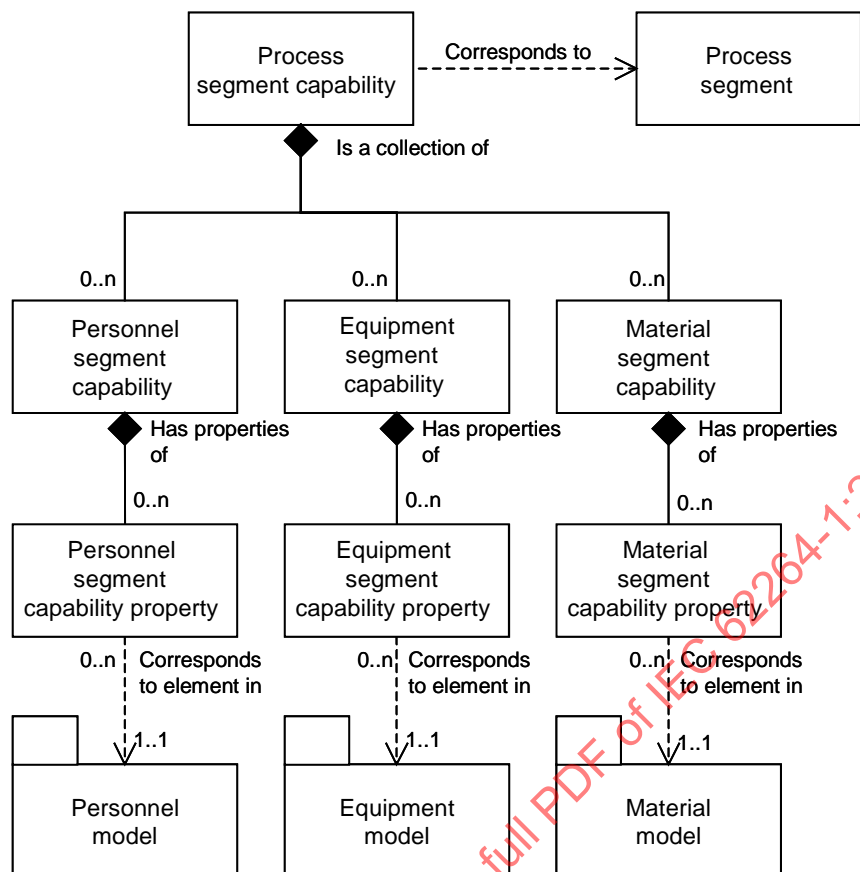 Process
segment capability
Corresponds to
Process
segment
Is a collection of
0..n
0..n
0..n
Personnel
segment
capability
Equipment
segment
capability
Material
segment
capability
Has properties
of
Has properties
of
Has properties
of
0..n
0..n
0..n
Personnel
segment
capability property
Equipment
segment
capability property
Material
segment
capability property
0..n
Corresponds
to element in
0..n
Corresponds
to element in
0..n
Corresponds
to element in
1..1
1..1
1..1
Personnel
model
Equipment
model
Material
model
full PDF of IEC 62264-1:2